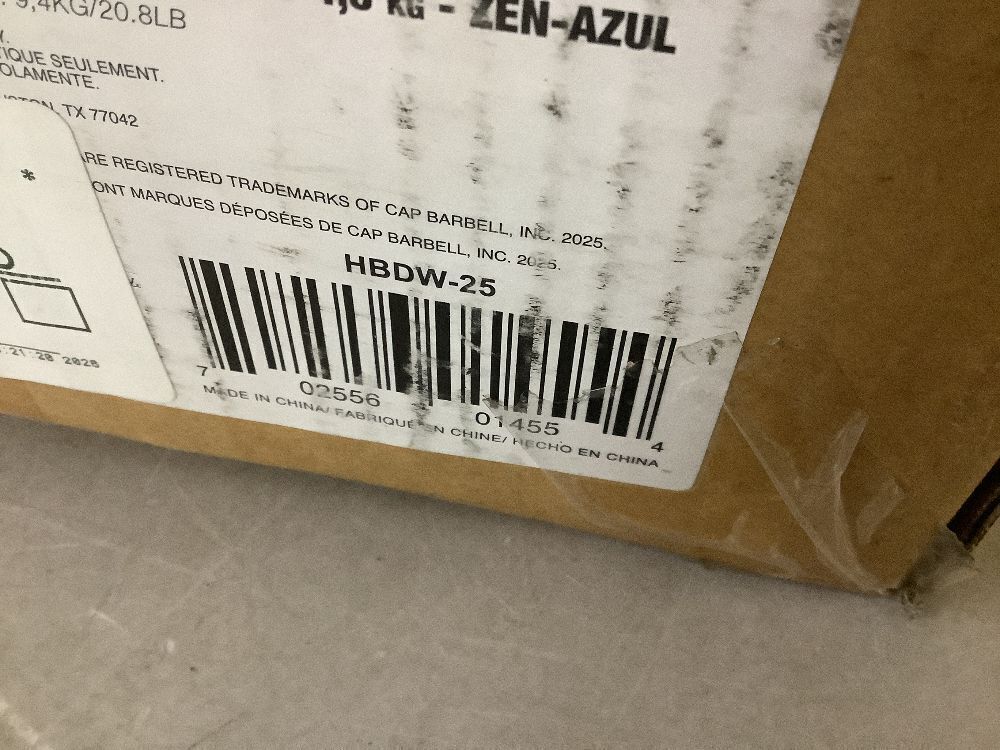 9,4KG/20.8LB
KG - ZEN-AZUL
IQUE SEULEMENT.
OLAMENTE.
TX 77042
*
RE REGISTERED TRADEMARKS OF CAP BARBELL, INC. 2025.
ONT MARQUES DÉPOSÉES DE CAP BARBELL, INC. 2025.
HBDW-25
7 02556 01455 4
MADE IN CHINA/ FABRIQUÉ EN CHINE/ HECHO EN CHINA